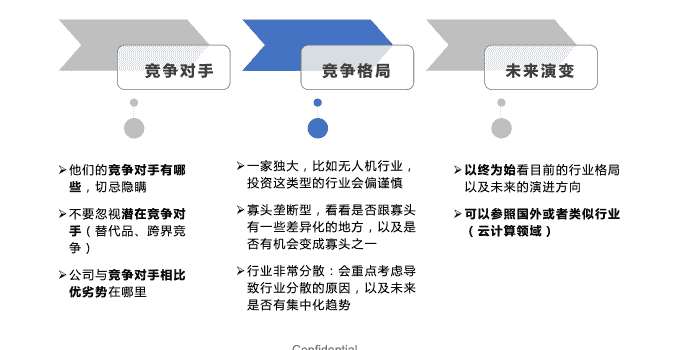 竞争对手
竞争格局
未来演变
➢他们的竞争对手有哪
些，切忌隐瞒
➢不要忽视潜在竞争对
手（替代品、跨界竞
争）
➢公司与竞争对手相比
优劣势在哪里
➢一家独大，比如无人机行业，
投资这类型的行业会偏谨慎
➢寡头垄断型，看看是否跟寡头
有一些差异化的地方，以及是
否有机会变成寡头之一
➢行业非常分散：会重点考虑导
致行业分散的原因，以及未来
是否有集中化趋势
➢以终为始看目前的行业格局
以及未来的演进方向
➢可以参照国外或者类似行业
（云计算领域）
Confidential